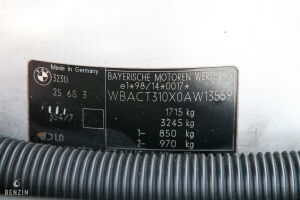 Made in Germany
BAYERISCHE MOTOREN WERKE AG
323ti
e1*98/14*0017*
25 6S 3
WBACT310X0AW13559
1715 kg
3245 kg
1- 850 kg
2- 970 kg
BENZIN